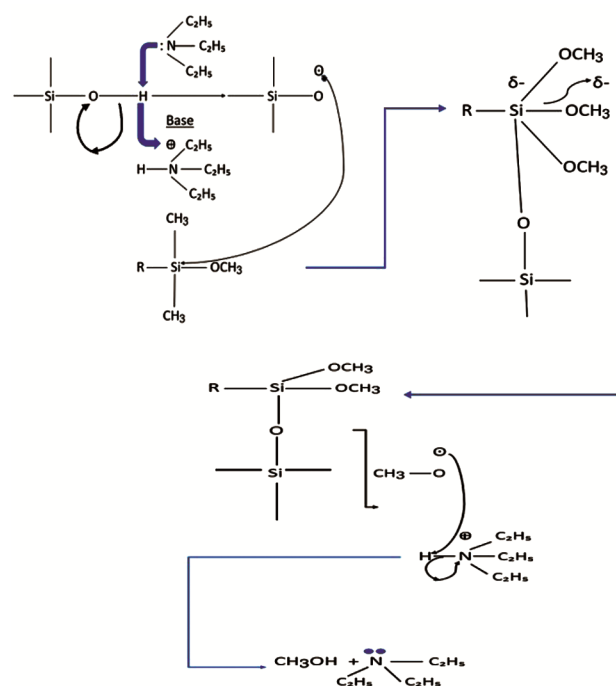 C₂H₅
:N—C₂H₅
C₂H₅
Si—O—H
Si—O
⊖
Base
⊕
C₂H₅
H—N—C₂H₅
C₂H₅
CH3
R—Si—OCH3
CH3
δ-
OCH3
δ-
R—Si—OCH3
OCH3
O
Si
OCH3
R—Si—OCH3
O
Si
⊖
CH3—O
⊕
C₂H₅
H—N—C₂H₅
C₂H₅
CH3OH + N—C₂H₅
C₂H₅ C₂H₅